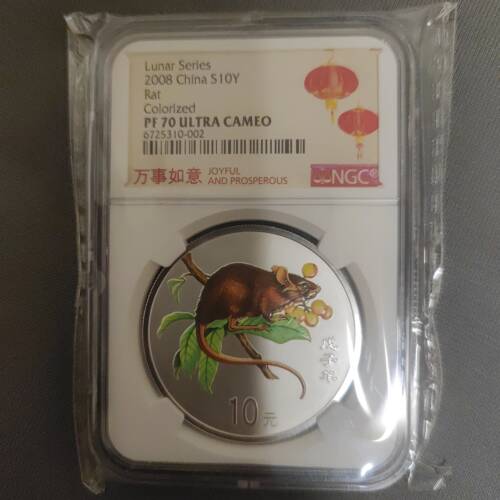 Lunar Series
2008 China S10Y
Rat
Colorized
PF 70 ULTRA CAMEO
6725310-002
万事如意 JOYFUL AND PROSPEROUS
NGC®
戊子年
10元